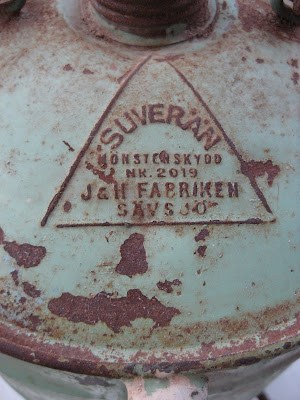 SUVERÄN
MÖNSTERSKYDD
NR. 2019
J & H FABRIKEN
SÄVSJÖ